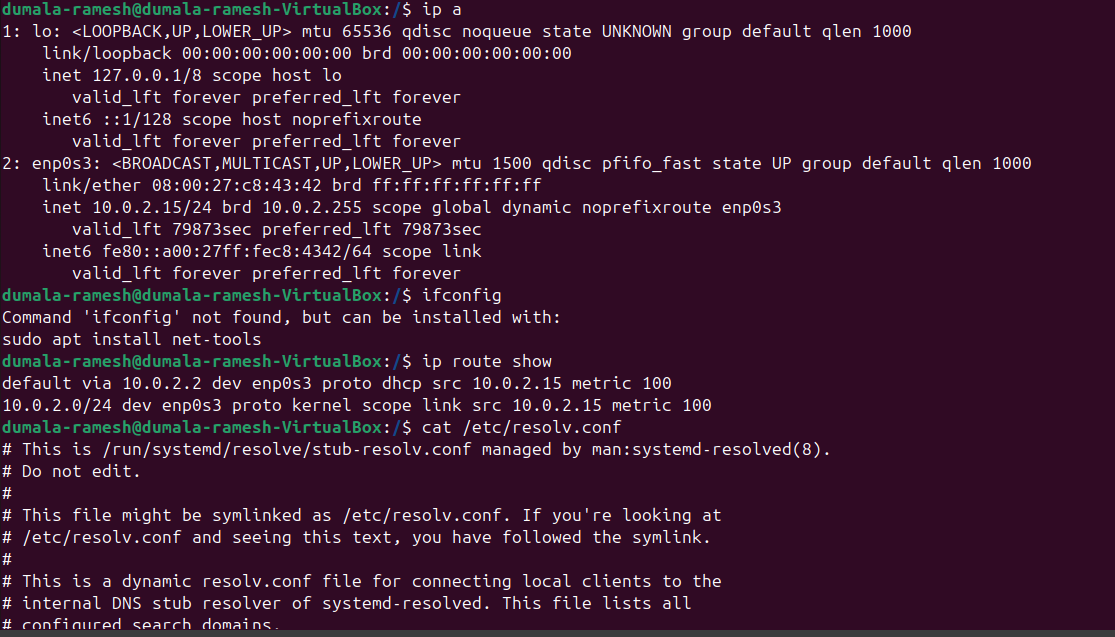 dumala-ramesh@dumala-ramesh-VirtualBox:/$ ip a
1: lo: <LOOPBACK,UP,LOWER_UP> mtu 65536 qdisc noqueue state UNKNOWN group default qlen 1000
    link/loopback 00:00:00:00:00:00 brd 00:00:00:00:00:00
    inet 127.0.0.1/8 scope host lo
       valid_lft forever preferred_lft forever
    inet6 ::1/128 scope host noprefixroute
       valid_lft forever preferred_lft forever
2: enp0s3: <BROADCAST,MULTICAST,UP,LOWER_UP> mtu 1500 qdisc pfifo_fast state UP group default qlen 1000
    link/ether 08:00:27:c8:43:42 brd ff:ff:ff:ff:ff:ff
    inet 10.0.2.15/24 brd 10.0.2.255 scope global dynamic noprefixroute enp0s3
       valid_lft 79873sec preferred_lft 79873sec
    inet6 fe80::a00:27ff:fec8:4342/64 scope link
       valid_lft forever preferred_lft forever
dumala-ramesh@dumala-ramesh-VirtualBox:/$ ifconfig
Command 'ifconfig' not found, but can be installed with:
sudo apt install net-tools
dumala-ramesh@dumala-ramesh-VirtualBox:/$ ip route show
default via 10.0.2.2 dev enp0s3 proto dhcp src 10.0.2.15 metric 100
10.0.2.0/24 dev enp0s3 proto kernel scope link src 10.0.2.15 metric 100
dumala-ramesh@dumala-ramesh-VirtualBox:/$ cat /etc/resolv.conf
# This is /run/systemd/resolve/stub-resolv.conf managed by man:systemd-resolved(8).
# Do not edit.
#
# This file might be symlinked as /etc/resolv.conf. If you're looking at
# /etc/resolv.conf and seeing this text, you have followed the symlink.
#
# This is a dynamic resolv.conf file for connecting local clients to the
# internal DNS stub resolver of systemd-resolved. This file lists all
# configured search domains.